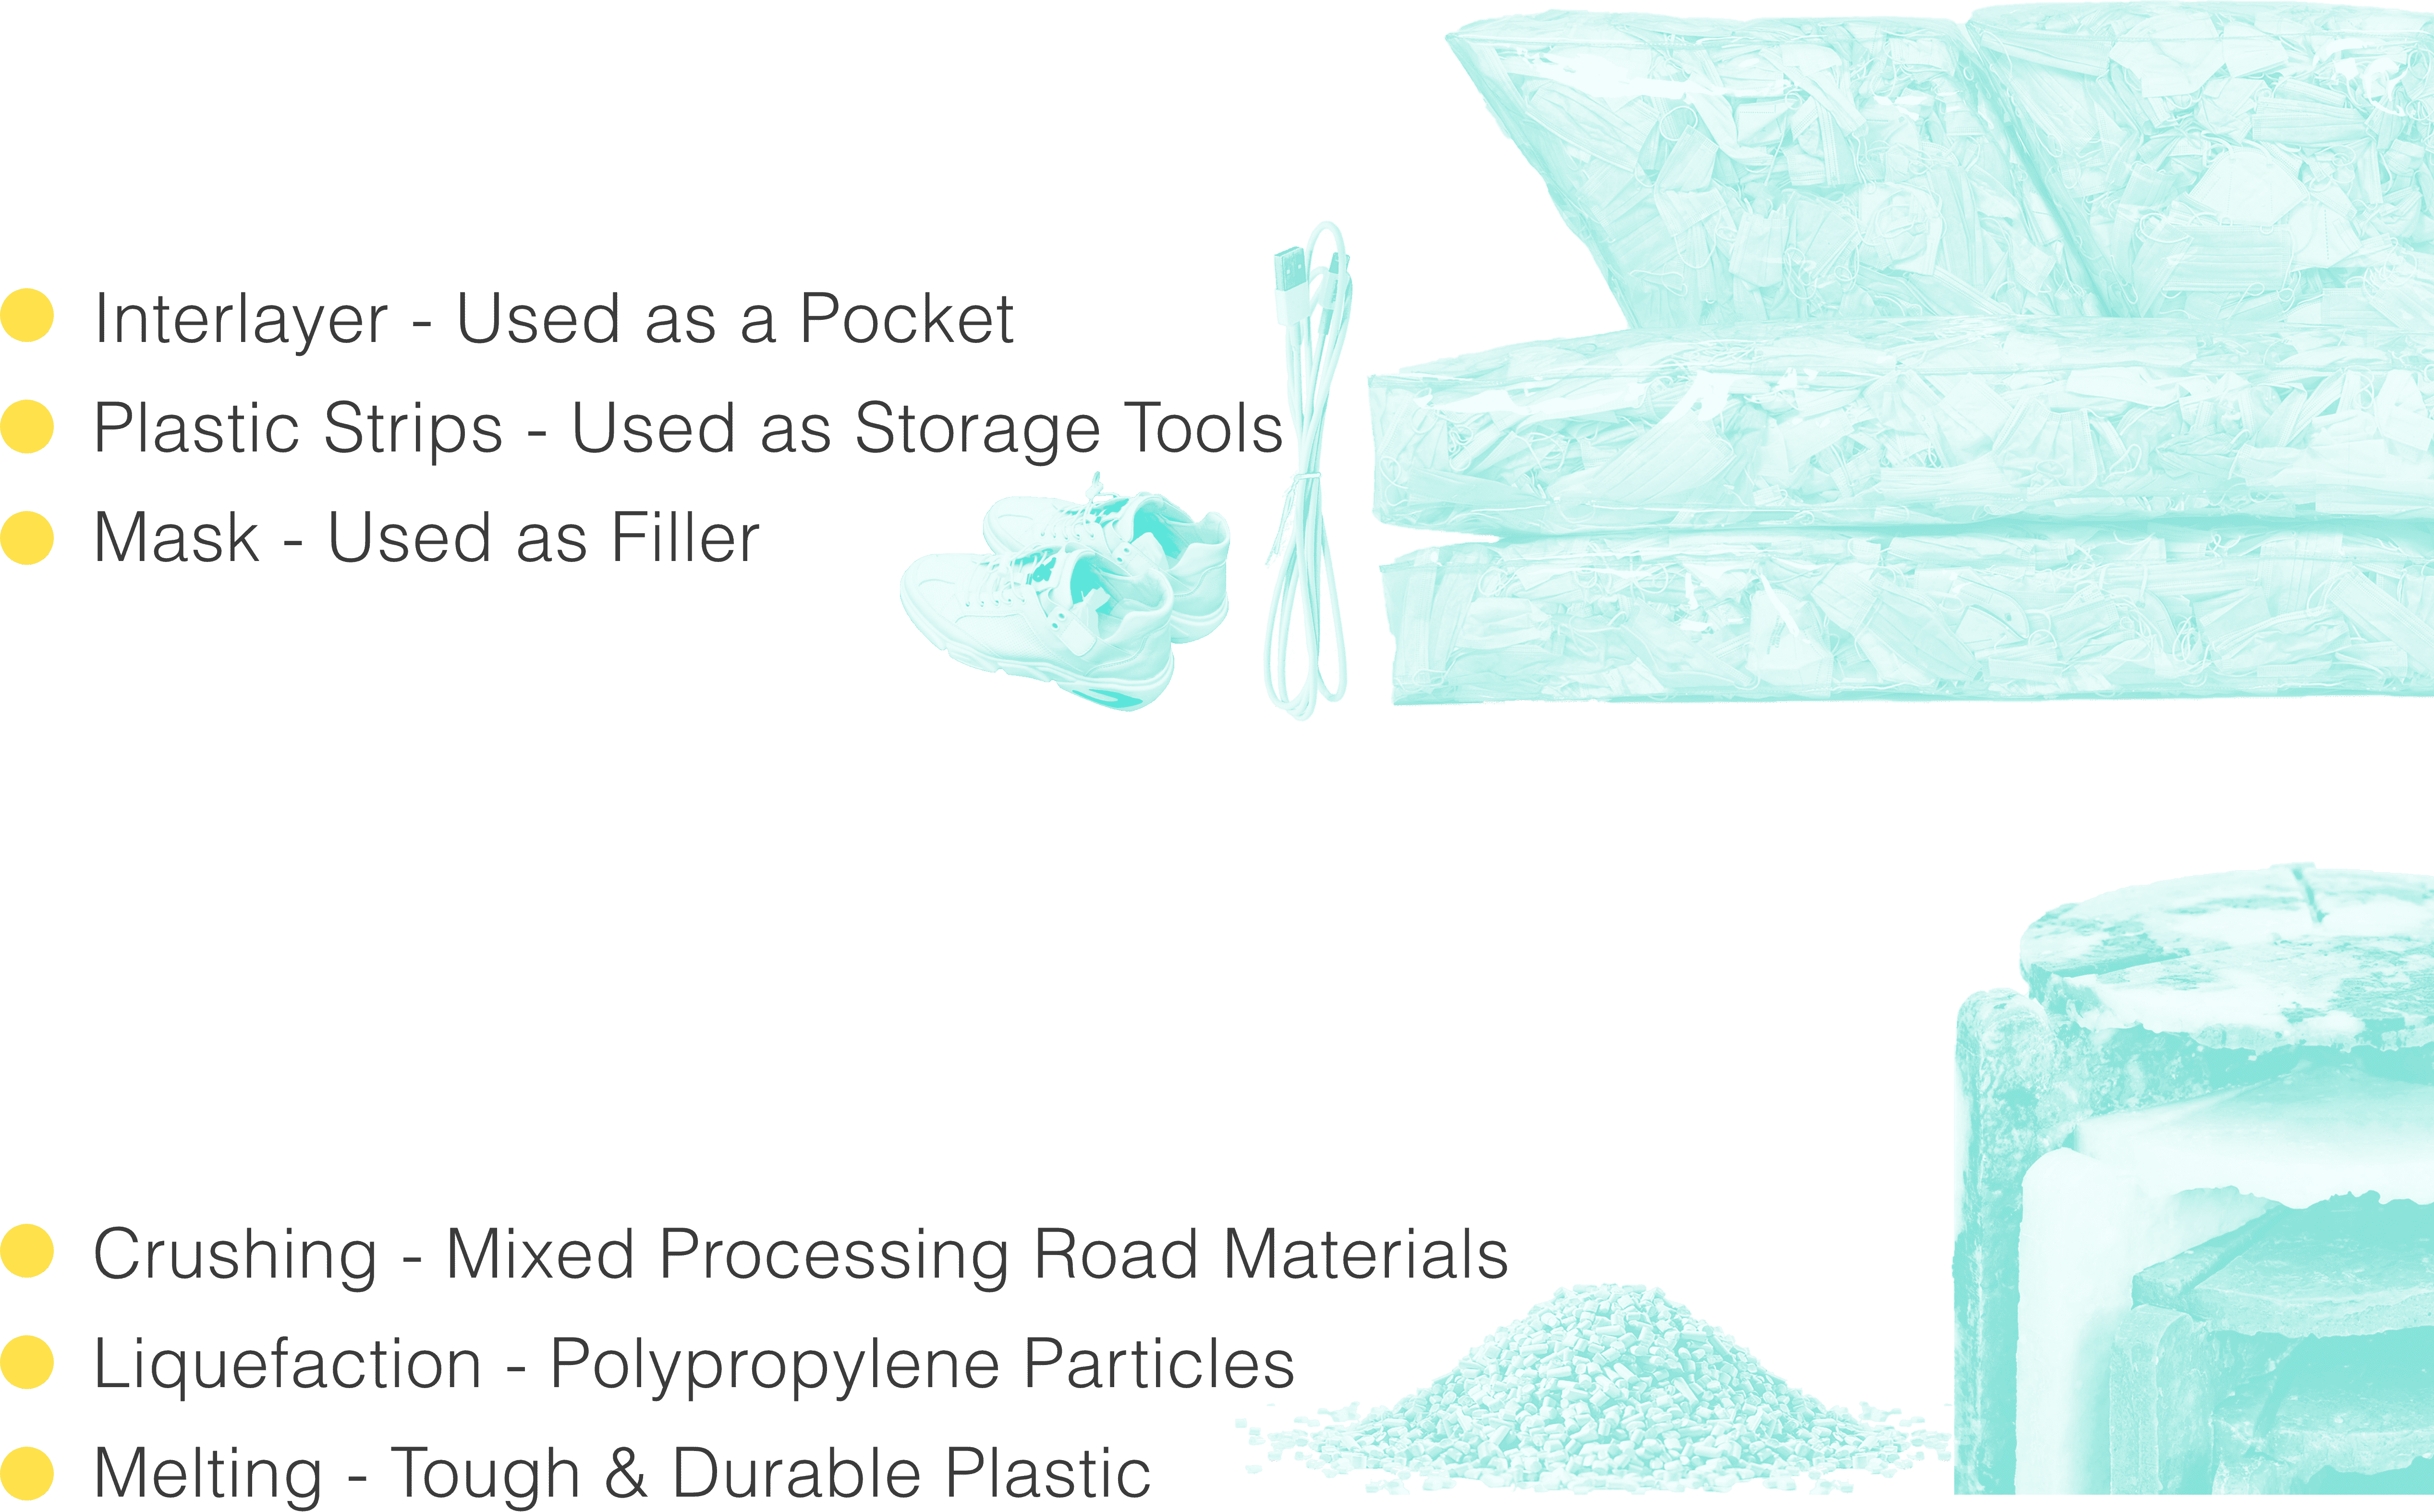 Interlayer - Used as a Pocket
Plastic Strips - Used as Storage Tools
Mask - Used as Filler
Crushing - Mixed Processing Road Materials
Liquefaction - Polypropylene Particles
Melting - Tough & Durable Plastic